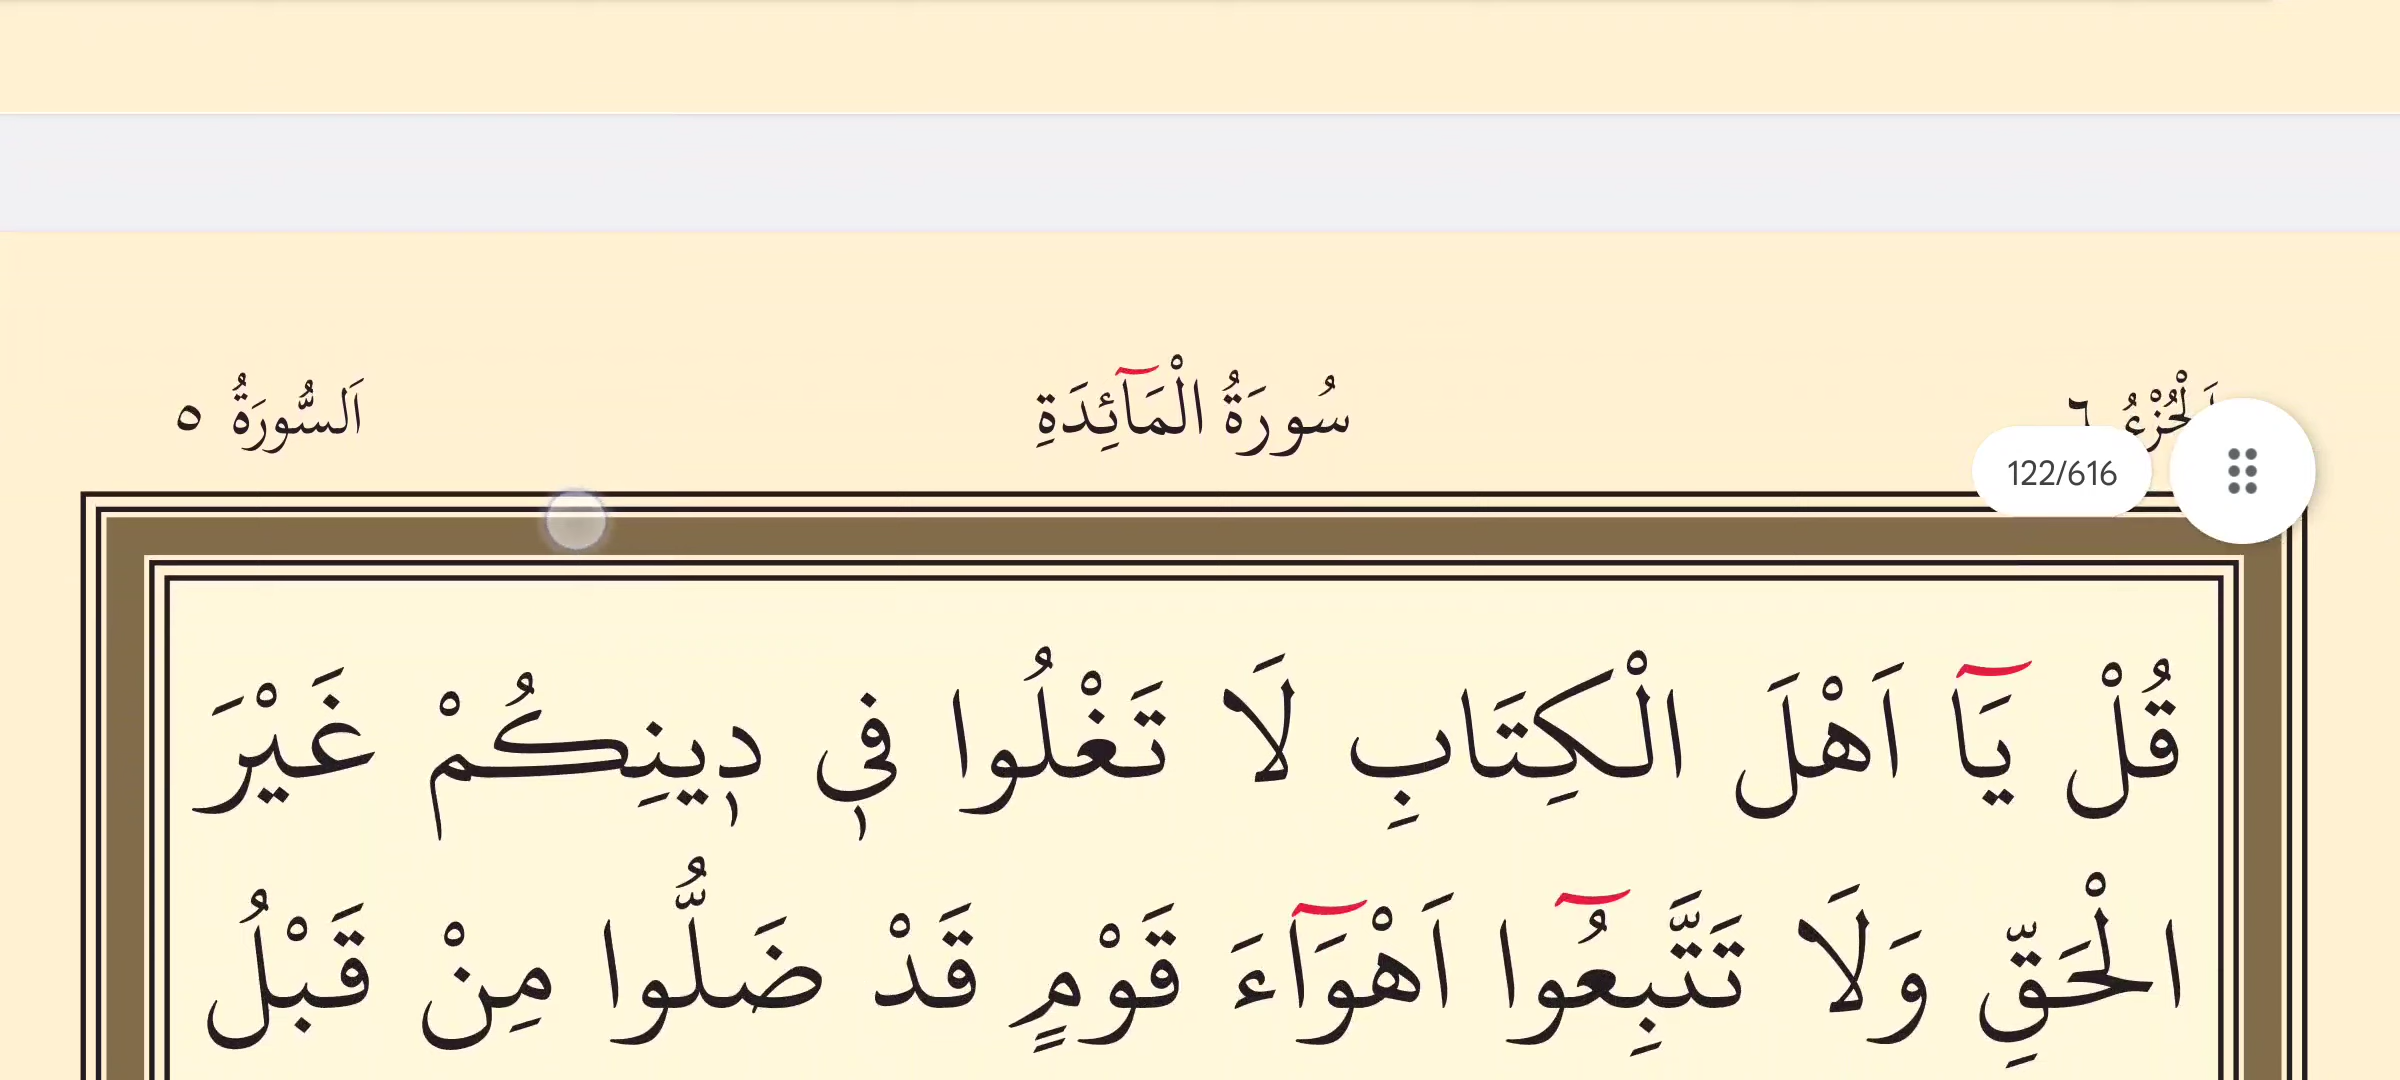 اَلْجُزْءُ ٦ سُورَةُ الْمَآئِدَةِ اَلسُّورَةُ ٥
122/616
قُلْ يَآ اَهْلَ الْكِتَابِ لَا تَغْلُوا فٖي دٖينِكُمْ غَيْرَ
الْحَقِّ وَلَا تَتَّبِعُٓوا اَهْوَآءَ قَوْمٍ قَدْ ضَلُّوا مِنْ قَبْلُ